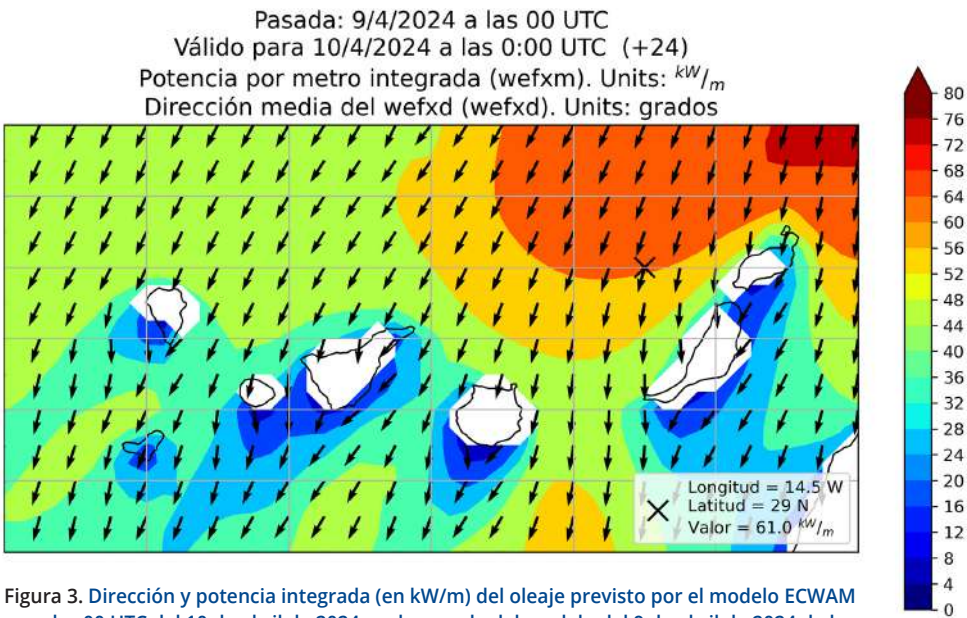 Pasada: 9/4/2024 a las 00 UTC
Válido para 10/4/2024 a las 0:00 UTC (+24)
Potencia por metro integrada (wefxm). Units: kW/m
Dirección media del wefxd (wefxd). Units: grados
80
76
72
68
64
60
56
52
48
44
40
36
32
28
24
20
16
12
8
4
0
Longitud = 14.5 W
Latitud = 29 N
Valor = 61.0 kW/m
Figura 3. Dirección y potencia integrada (en kW/m) del oleaje previsto por el modelo ECWAM